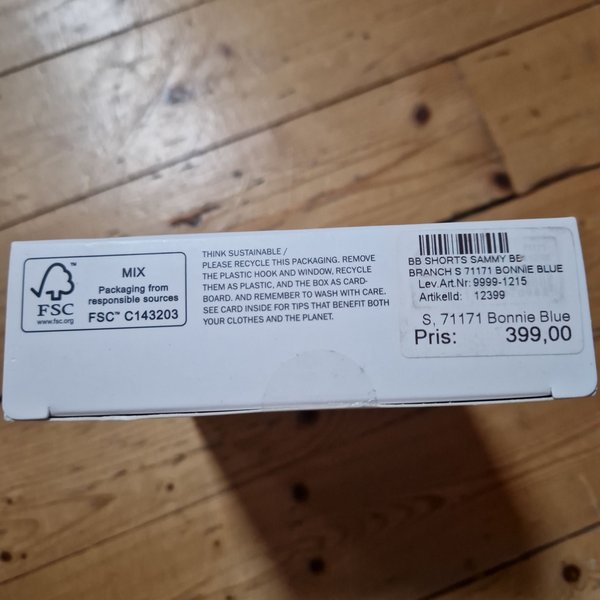 FSC
www.fsc.org
MIX
Packaging from
responsible sources
FSC™ C143203
THINK SUSTAINABLE /
PLEASE RECYCLE THIS PACKAGING. REMOVE
THE PLASTIC HOOK AND WINDOW, RECYCLE
THEM AS PLASTIC, AND THE BOX AS CARD.
BOARD. AND REMEMBER TO WASH WITH CARE.
SEE CARD INSIDE FOR TIPS THAT BENEFIT BOTH
YOUR CLOTHES AND THE PLANET.
BB SHORTS SAMMY BB
BRANCH S 71171 BONNIE BLUE
Lev.Art.Nr: 9999-1215
ArtikelId: 12399
S, 71171 Bonnie Blue
Pris: 399,00